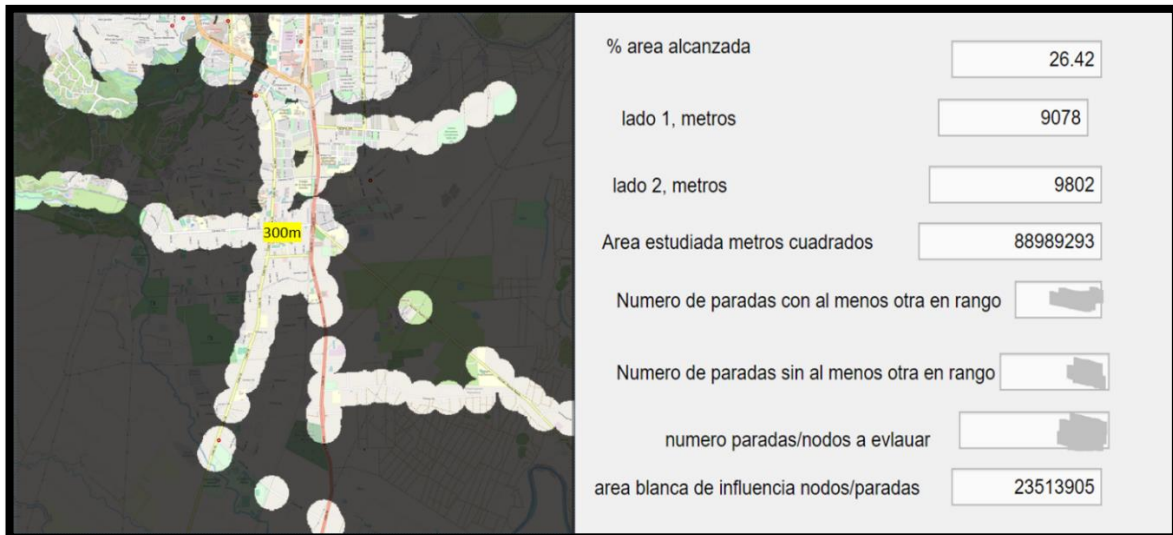 300m
% area alcanzada
26.42
lado 1, metros
9078
lado 2, metros
9802
Area estudiada metros cuadrados
88989293
Numero de paradas con al menos otra en rango
Numero de paradas sin al menos otra en rango
numero paradas/nodos a evlauar
area blanca de influencia nodos/paradas
23513905